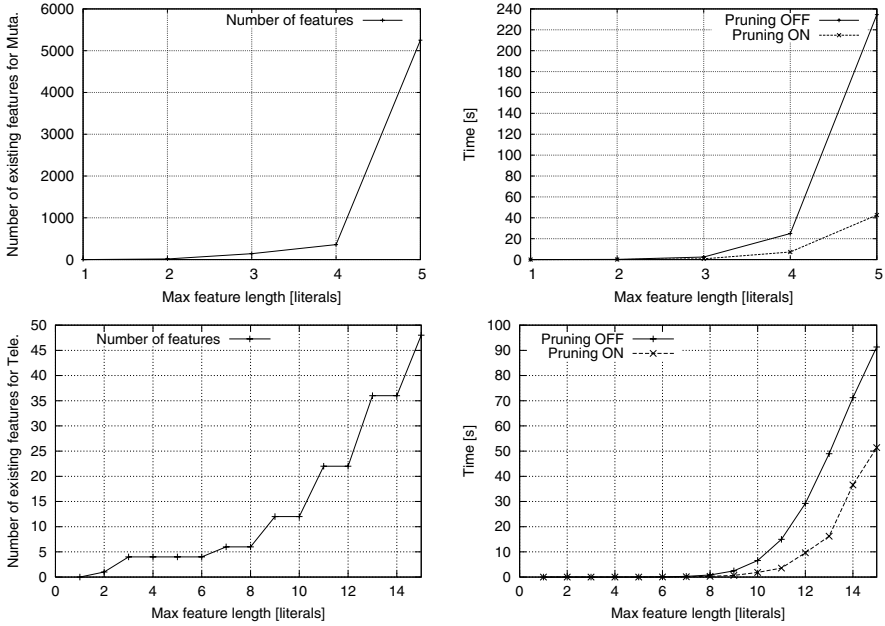 Number of existing features for Muta.
6000
5000
4000
3000
2000
1000
0
Number of features
1 2 3 4 5
Max feature length [literals]
Time [s]
240
220
200
180
160
140
120
100
80
60
40
20
0
Pruning OFF
Pruning ON
1 2 3 4 5
Max feature length [literals]
Number of existing features for Tele.
50
45
40
35
30
25
20
15
10
5
0
Number of features
0 2 4 6 8 10 12 14
Max feature length [literals]
Time [s]
100
90
80
70
60
50
40
30
20
10
0
Pruning OFF
Pruning ON
0 2 4 6 8 10 12 14
Max feature length [literals]